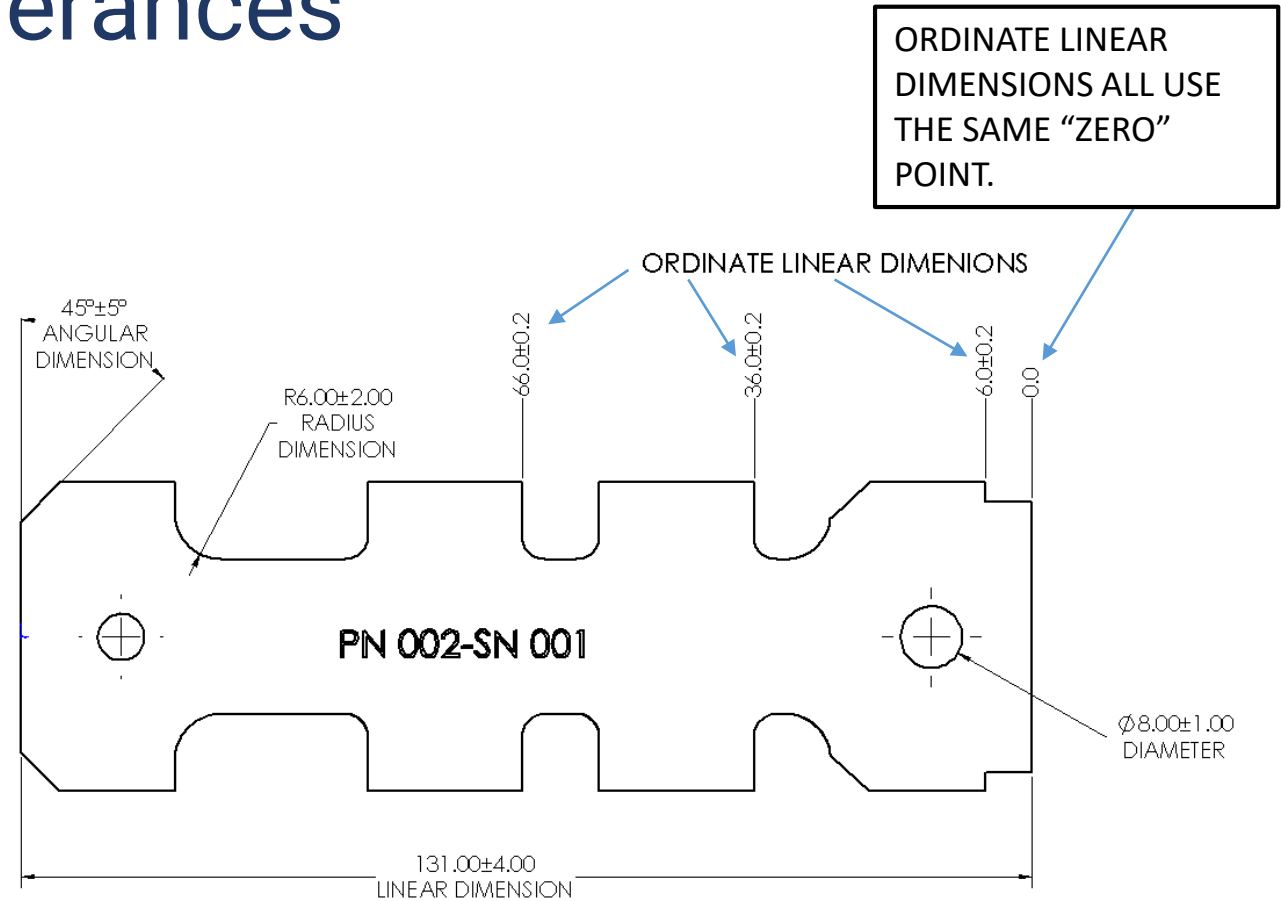 erances
ORDINATE LINEAR
DIMENSIONS ALL USE
THE SAME “ZERO”
POINT.
ORDINATE LINEAR DIMENIONS
45°±5°
ANGULAR
DIMENSION
R6.00±2.00
RADIUS
DIMENSION
66.0±0.2
36.0±0.2
6.0±0.2
0.0
PN 002-SN 001
Ø8.00±1.00
DIAMETER
131.00±4.00
LINEAR DIMENSION